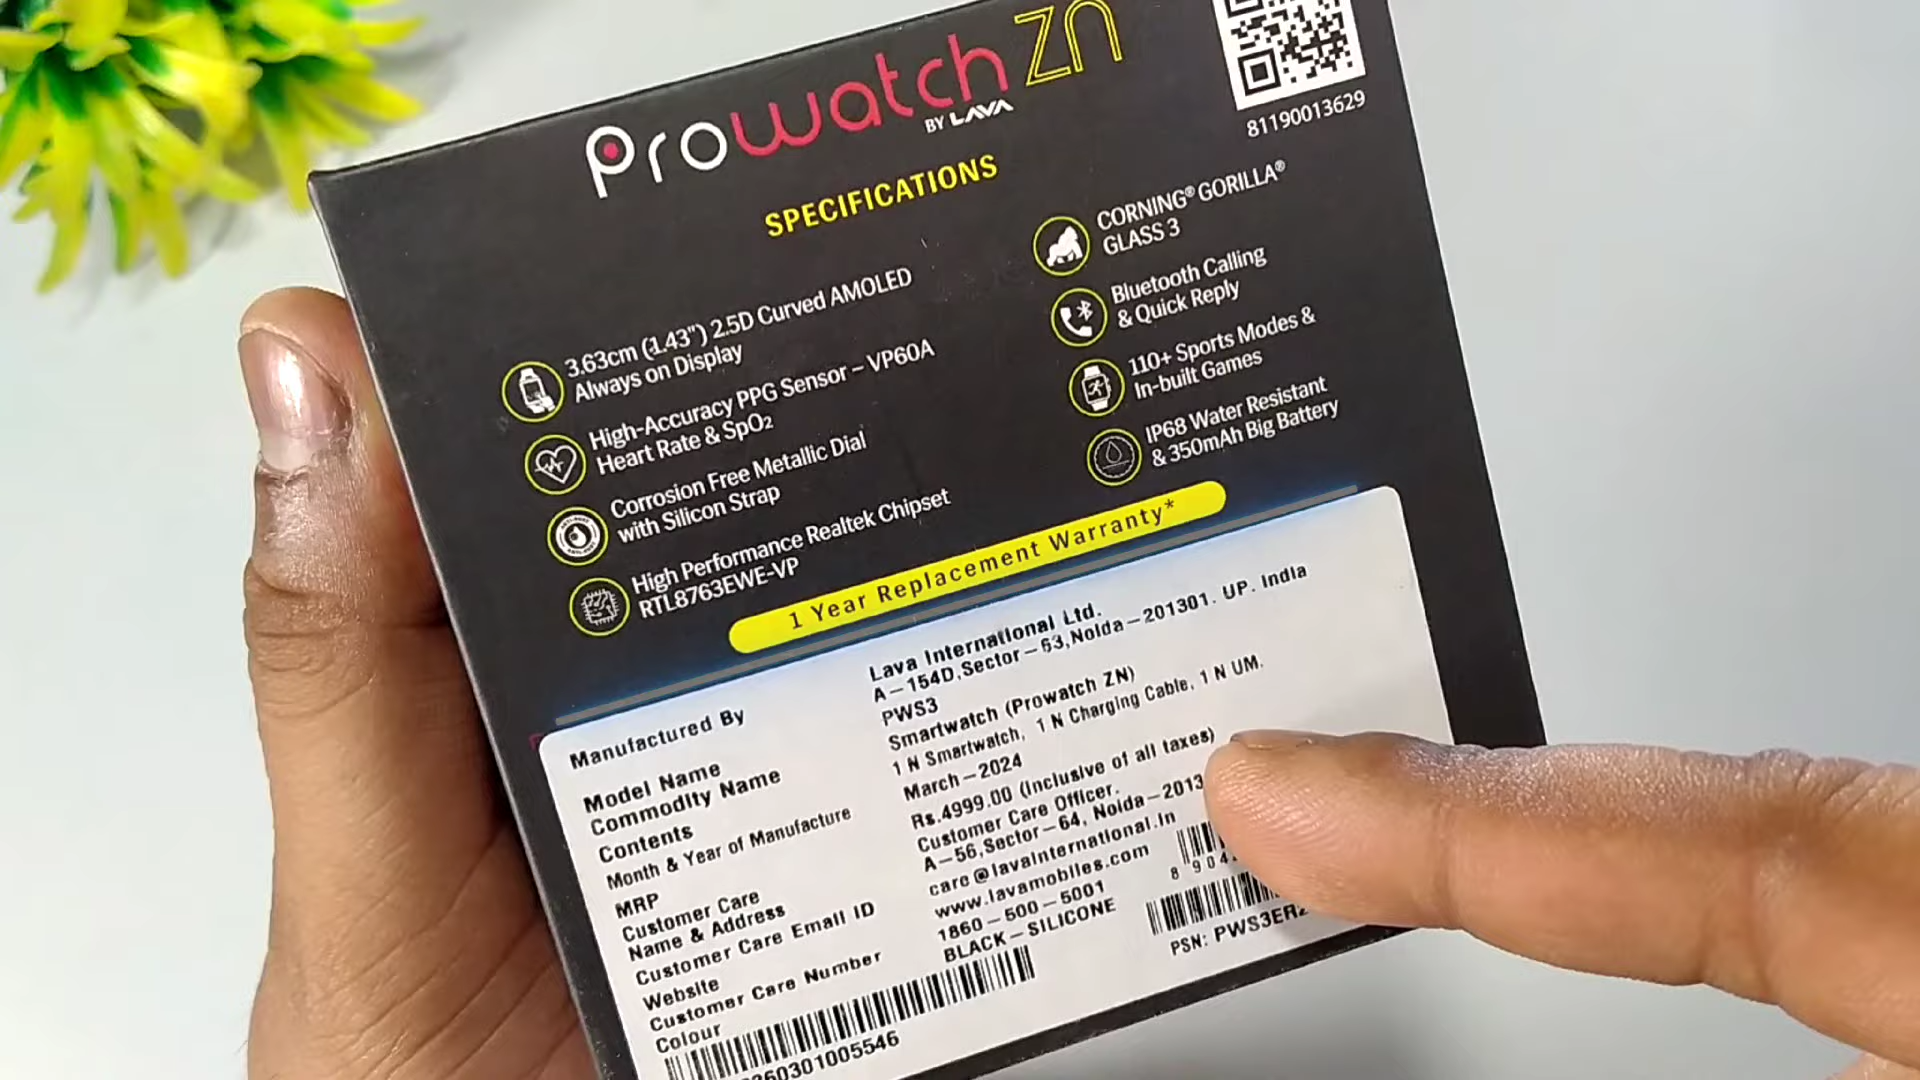 Prowatch ZN
BY LAVA
81190013629
SPECIFICATIONS
3.63cm (1.43") 2.5D Curved AMOLED
Always on Display
High-Accuracy PPG Sensor – VP60A
Heart Rate & SpO2
Corrosion Free Metallic Dial
with Silicon Strap
High Performance Realtek Chipset
RTL8763EWE-VP
CORNING® GORILLA®
GLASS 3
Bluetooth Calling
& Quick Reply
110+ Sports Modes &
In-built Games
IP68 Water Resistant
& 350mAh Big Battery
1 Year Replacement Warranty*
Manufactured By
Lava International Ltd.
A-154D,Sector-63,Noida-201301. UP. India
Model Name PWS3
Commodity Name Smartwatch (Prowatch ZN)
Contents 1 N Smartwatch, 1 N Charging Cable, 1 N UM.
Month & Year of Manufacture March-2024
MRP Rs.4999.00 (Inclusive of all taxes)
Customer Care Customer Care Officer.
Name & Address A-56,Sector-64, Noida-2013
Customer Care Email ID care@lavainternational.in
Website www.lavamobiles.com
Customer Care Number 1860-500-5001
Colour BLACK-SILICONE
8 904
PSN: PWS3ER
60301005546